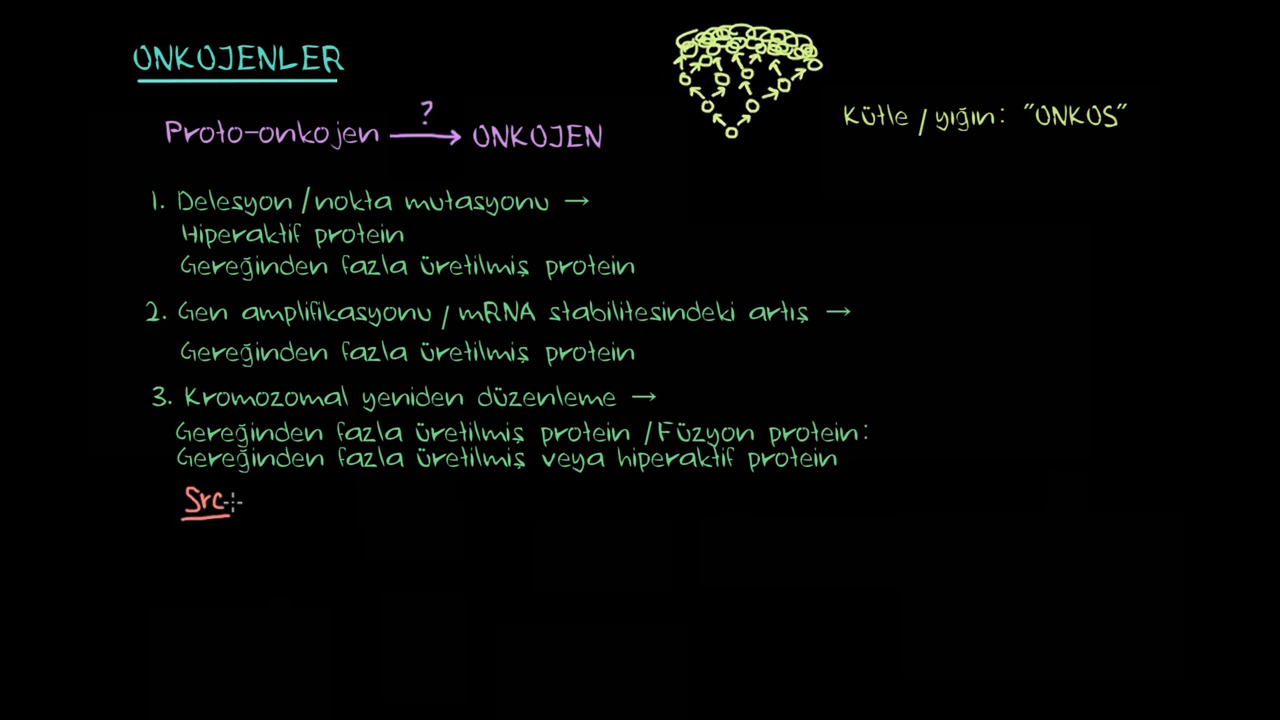 ONKOJENLER
Proto-onkojen ? → ONKOJEN
Kütle / yığın: "ONKOS"
1. Delesyon / nokta mutasyonu →
Hiperaktif protein
Gereğinden fazla üretilmiş protein
2. Gen amplifikasyonu / mRNA stabilitesindeki artış →
Gereğinden fazla üretilmiş protein
3. Kromozomal yeniden düzenleme →
Gereğinden fazla üretilmiş protein / Füzyon protein:
Gereğinden fazla üretilmiş veya hiperaktif protein
Src